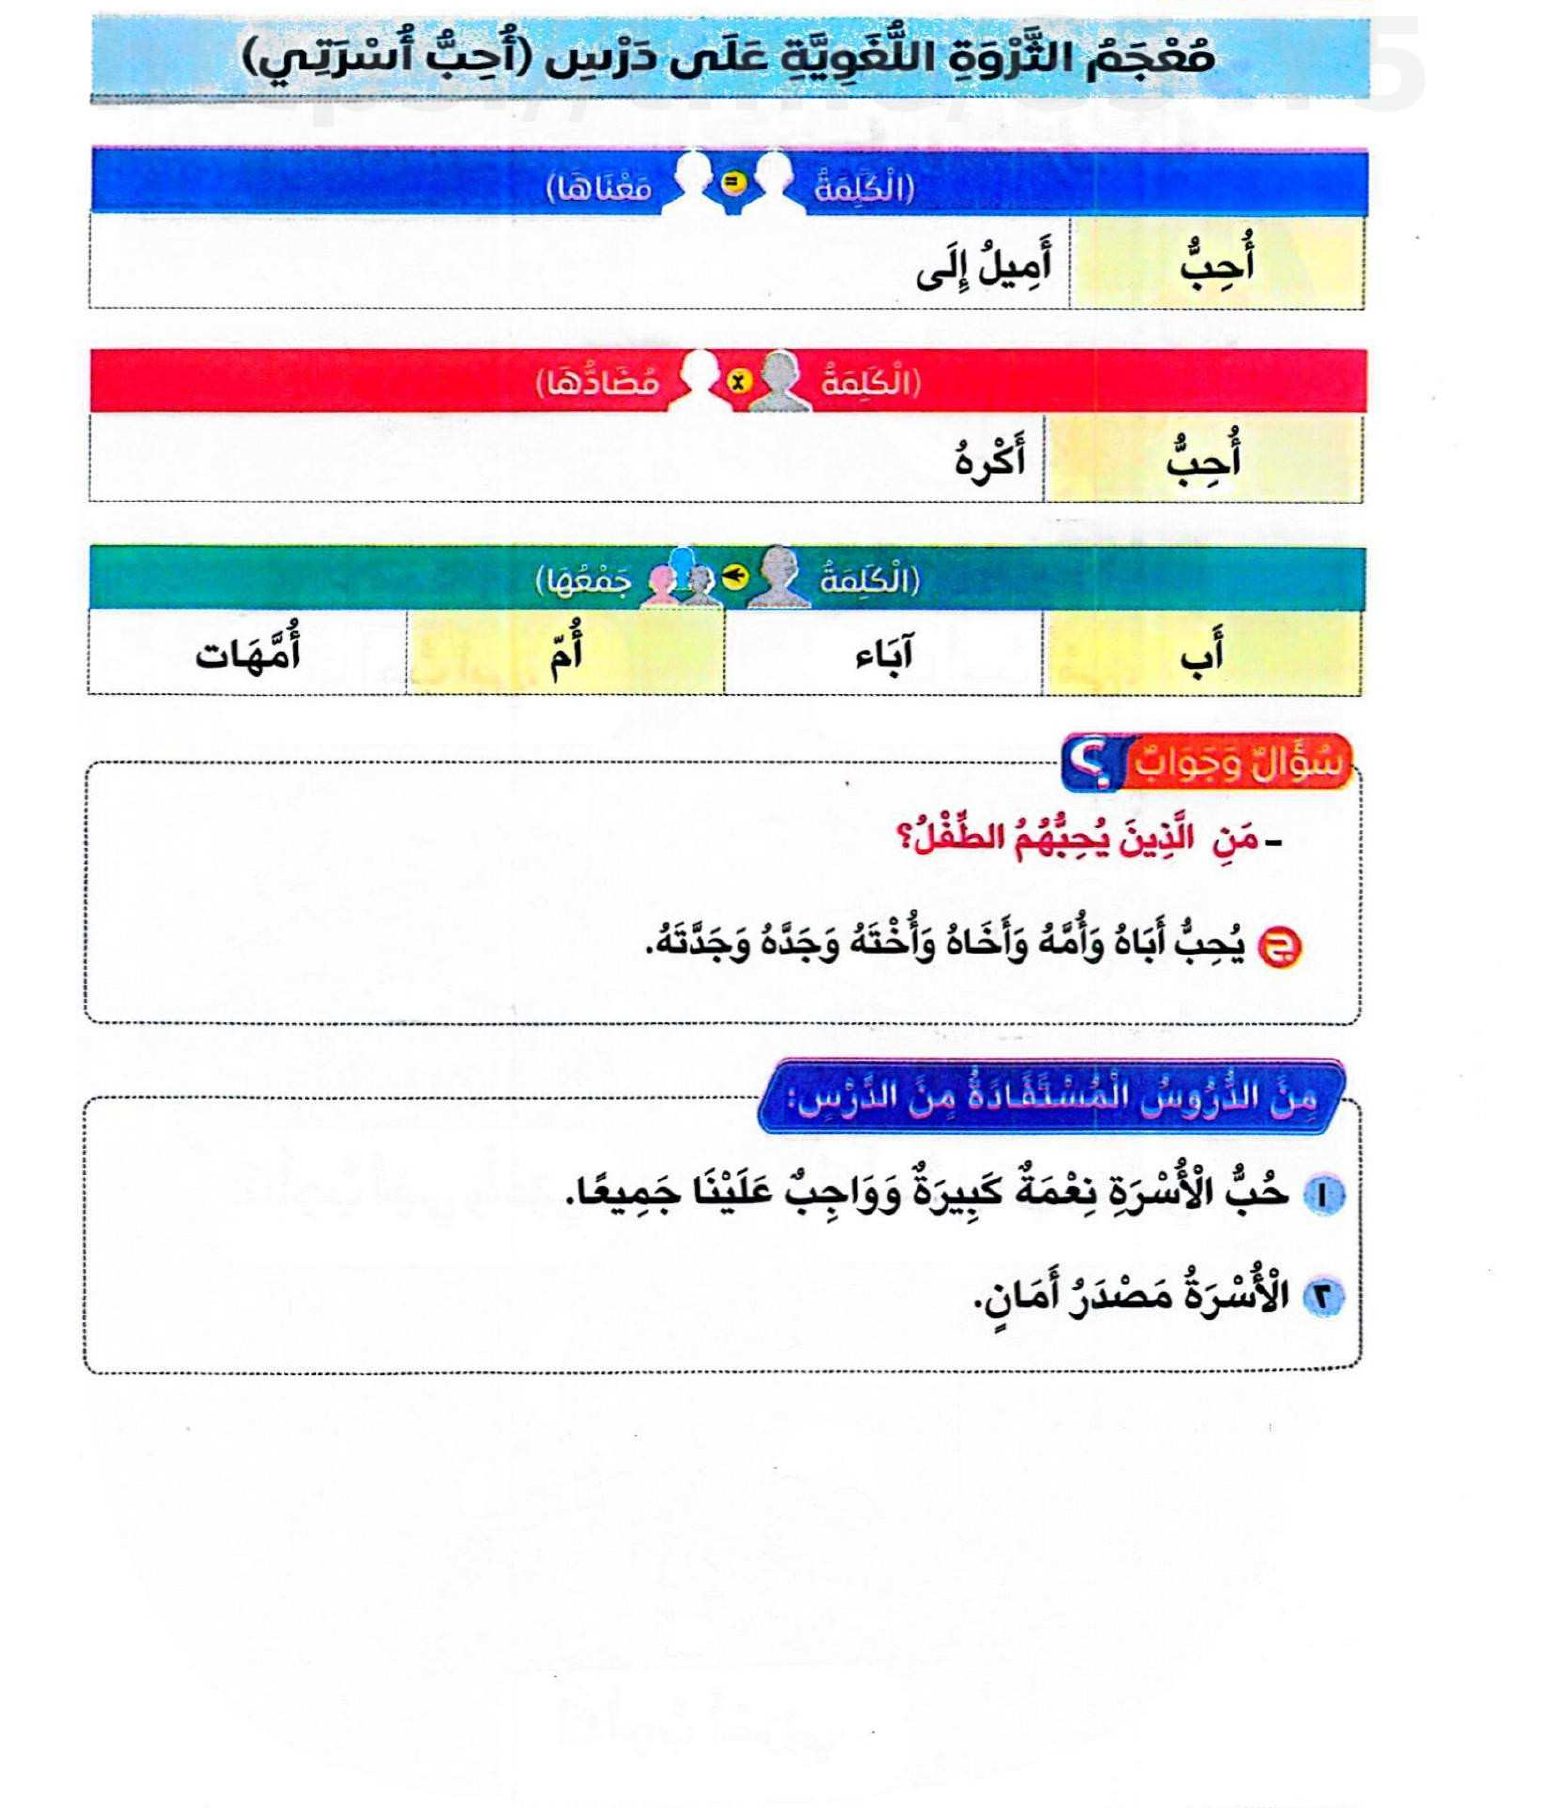 مُعْجَمُ الثَّرْوَةِ اللُّغَوِيَّةِ عَلَى دَرْسِ (أُحِبُّ أُسْرَتِي)
(الْكَلِمَةُ = مَعْنَاهَا)
أُحِبُّ أَمِيلُ إِلَى
(الْكَلِمَةُ × مُضَادُّهَا)
أُحِبُّ أَكْرهُ
(الْكَلِمَةُ جَمْعُهَا)
أَب آبَاء أُمّ أُمَّهَات
سُؤَالٌ وَجَوَابٌ ؟
- مَنِ الَّذِينَ يُحِبُّهُمُ الطِّفْلُ؟
ج يُحِبُّ أَبَاهُ وَأُمَّهُ وَأَخَاهُ وَأُخْتَهُ وَجَدَّهُ وَجَدَّتَهُ.
مِنَ الدُّرُوسُ الْمُسْتَفَادَةُ مِنَ الدَّرْسِ:
١ حُبُّ الْأُسْرَةِ نِعْمَةٌ كَبِيرَةٌ وَوَاجِبٌ عَلَيْنَا جَمِيعًا.
٢ الْأُسْرَةُ مَصْدَرُ أَمَانٍ.